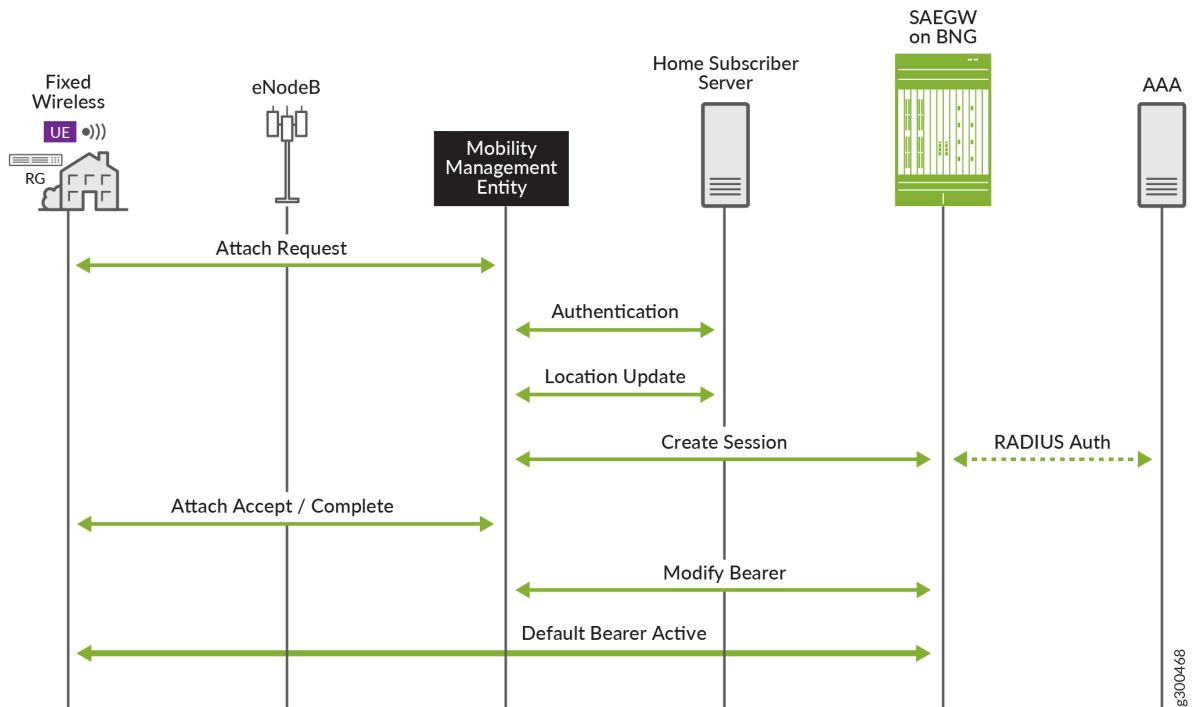 SAEGW
on BNG
Home Subscriber
Server
Fixed
Wireless
eNodeB
AAA
UE
RG
Mobility
Management
Entity
Attach Request
Authentication
Location Update
Create Session
RADIUS Auth
Attach Accept / Complete
Modify Bearer
Default Bearer Active
g300468